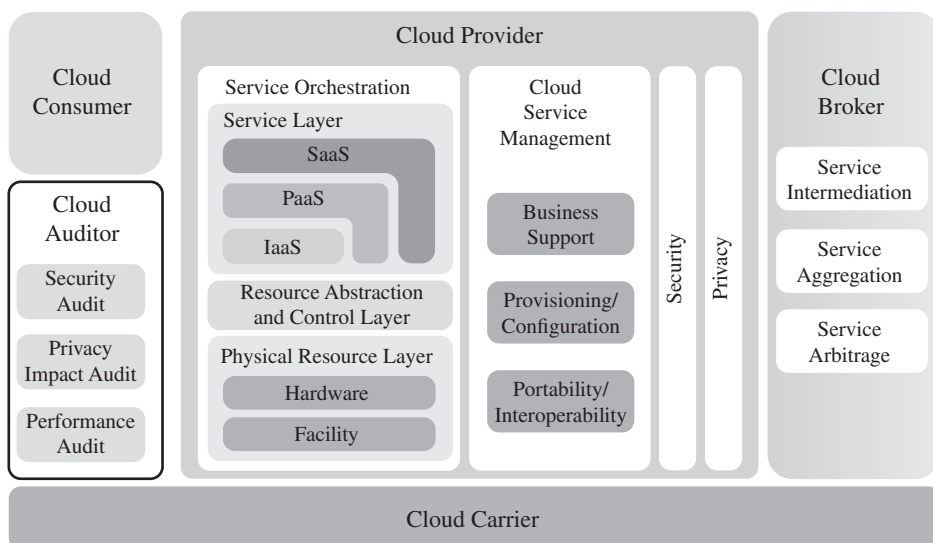 Cloud
Consumer
Cloud
Auditor
Security
Audit
Privacy
Impact Audit
Performance
Audit
Cloud Provider
Service Orchestration
Service Layer
SaaS
PaaS
IaaS
Resource Abstraction
and Control Layer
Physical Resource Layer
Hardware
Facility
Cloud
Service
Management
Business
Support
Provisioning/
Configuration
Portability/
Interoperability
Security
Privacy
Cloud
Broker
Service
Intermediation
Service
Aggregation
Service
Arbitrage
Cloud Carrier